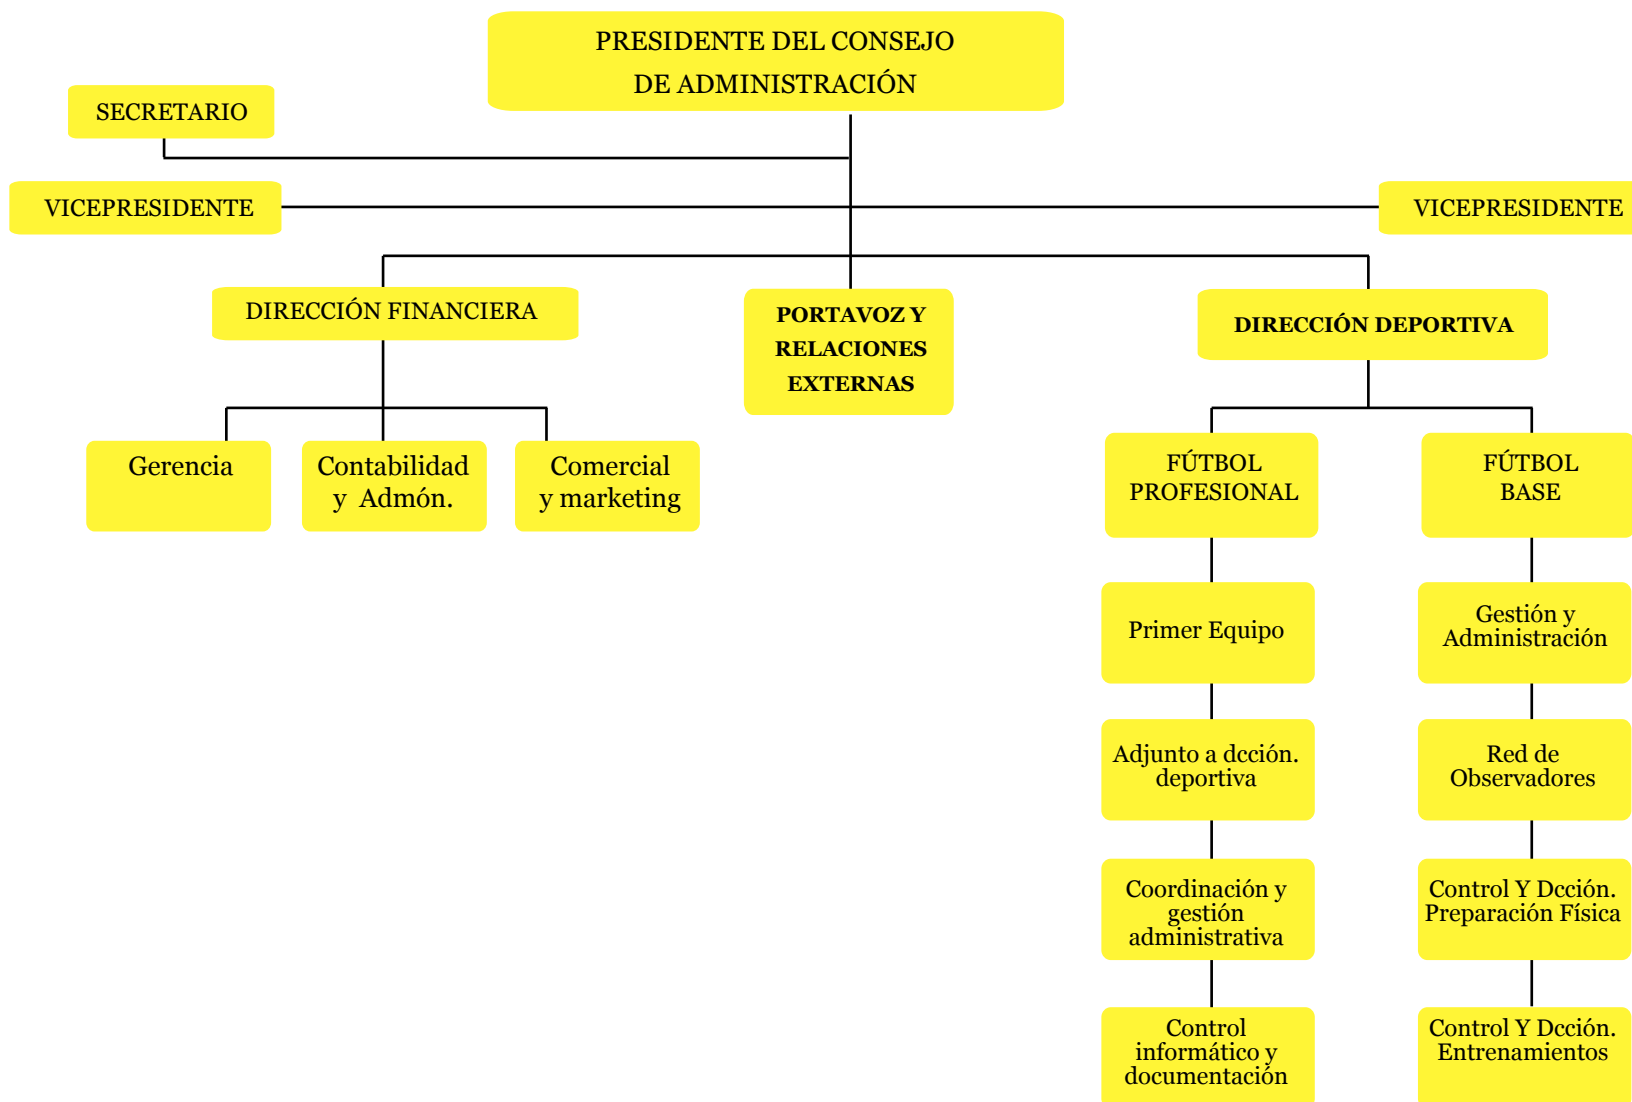 PRESIDENTE DEL CONSEJO
DE ADMINISTRACIÓN
SECRETARIO
VICEPRESIDENTE
VICEPRESIDENTE
DIRECCIÓN FINANCIERA
PORTAVOZ Y
RELACIONES
EXTERNAS
DIRECCIÓN DEPORTIVA
Gerencia
Contabilidad
y Admón.
Comercial
y marketing
FÚTBOL
PROFESIONAL
FÚTBOL
BASE
Primer Equipo
Gestión y
Administración
Adjunto a dcción.
deportiva
Red de
Observadores
Coordinación y
gestión
administrativa
Control Y Dcción.
Preparación Física
Control
informático y
documentación
Control Y Dcción.
Entrenamientos